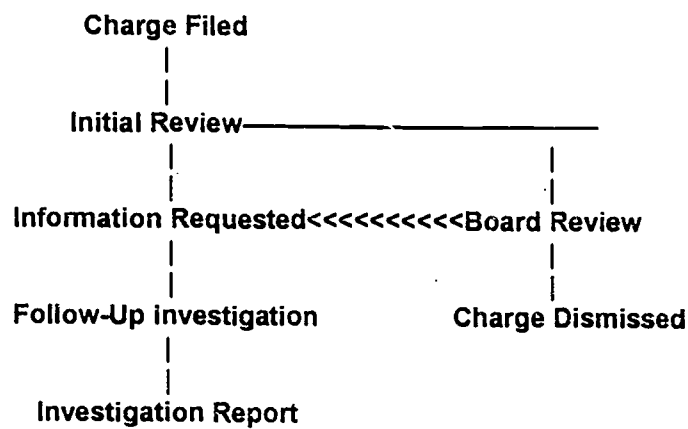 Charge Filed
Initial Review
Information Requested<<<<<<<<<<Board Review
Follow-Up investigation Charge Dismissed
Investigation Report